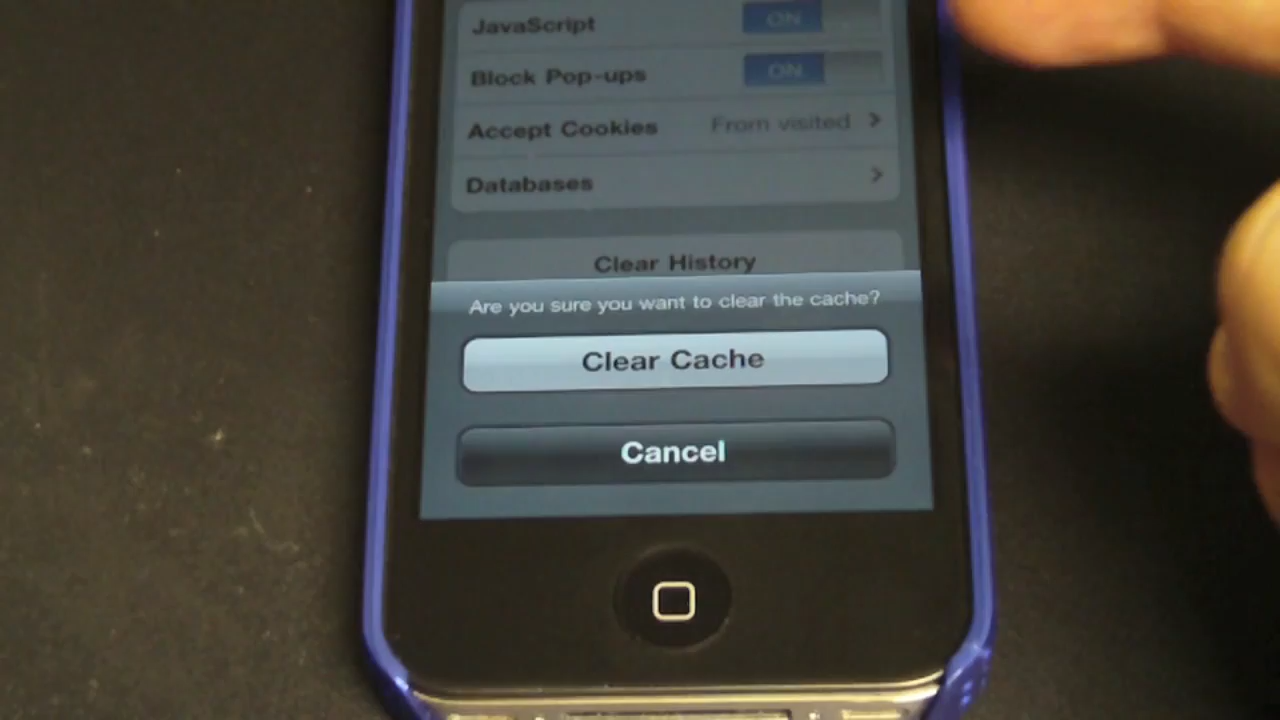 JavaScript ON
Block Pop-ups ON
Accept Cookies From visited
Databases
Clear History
Are you sure you want to clear the cache?
Clear Cache
Cancel